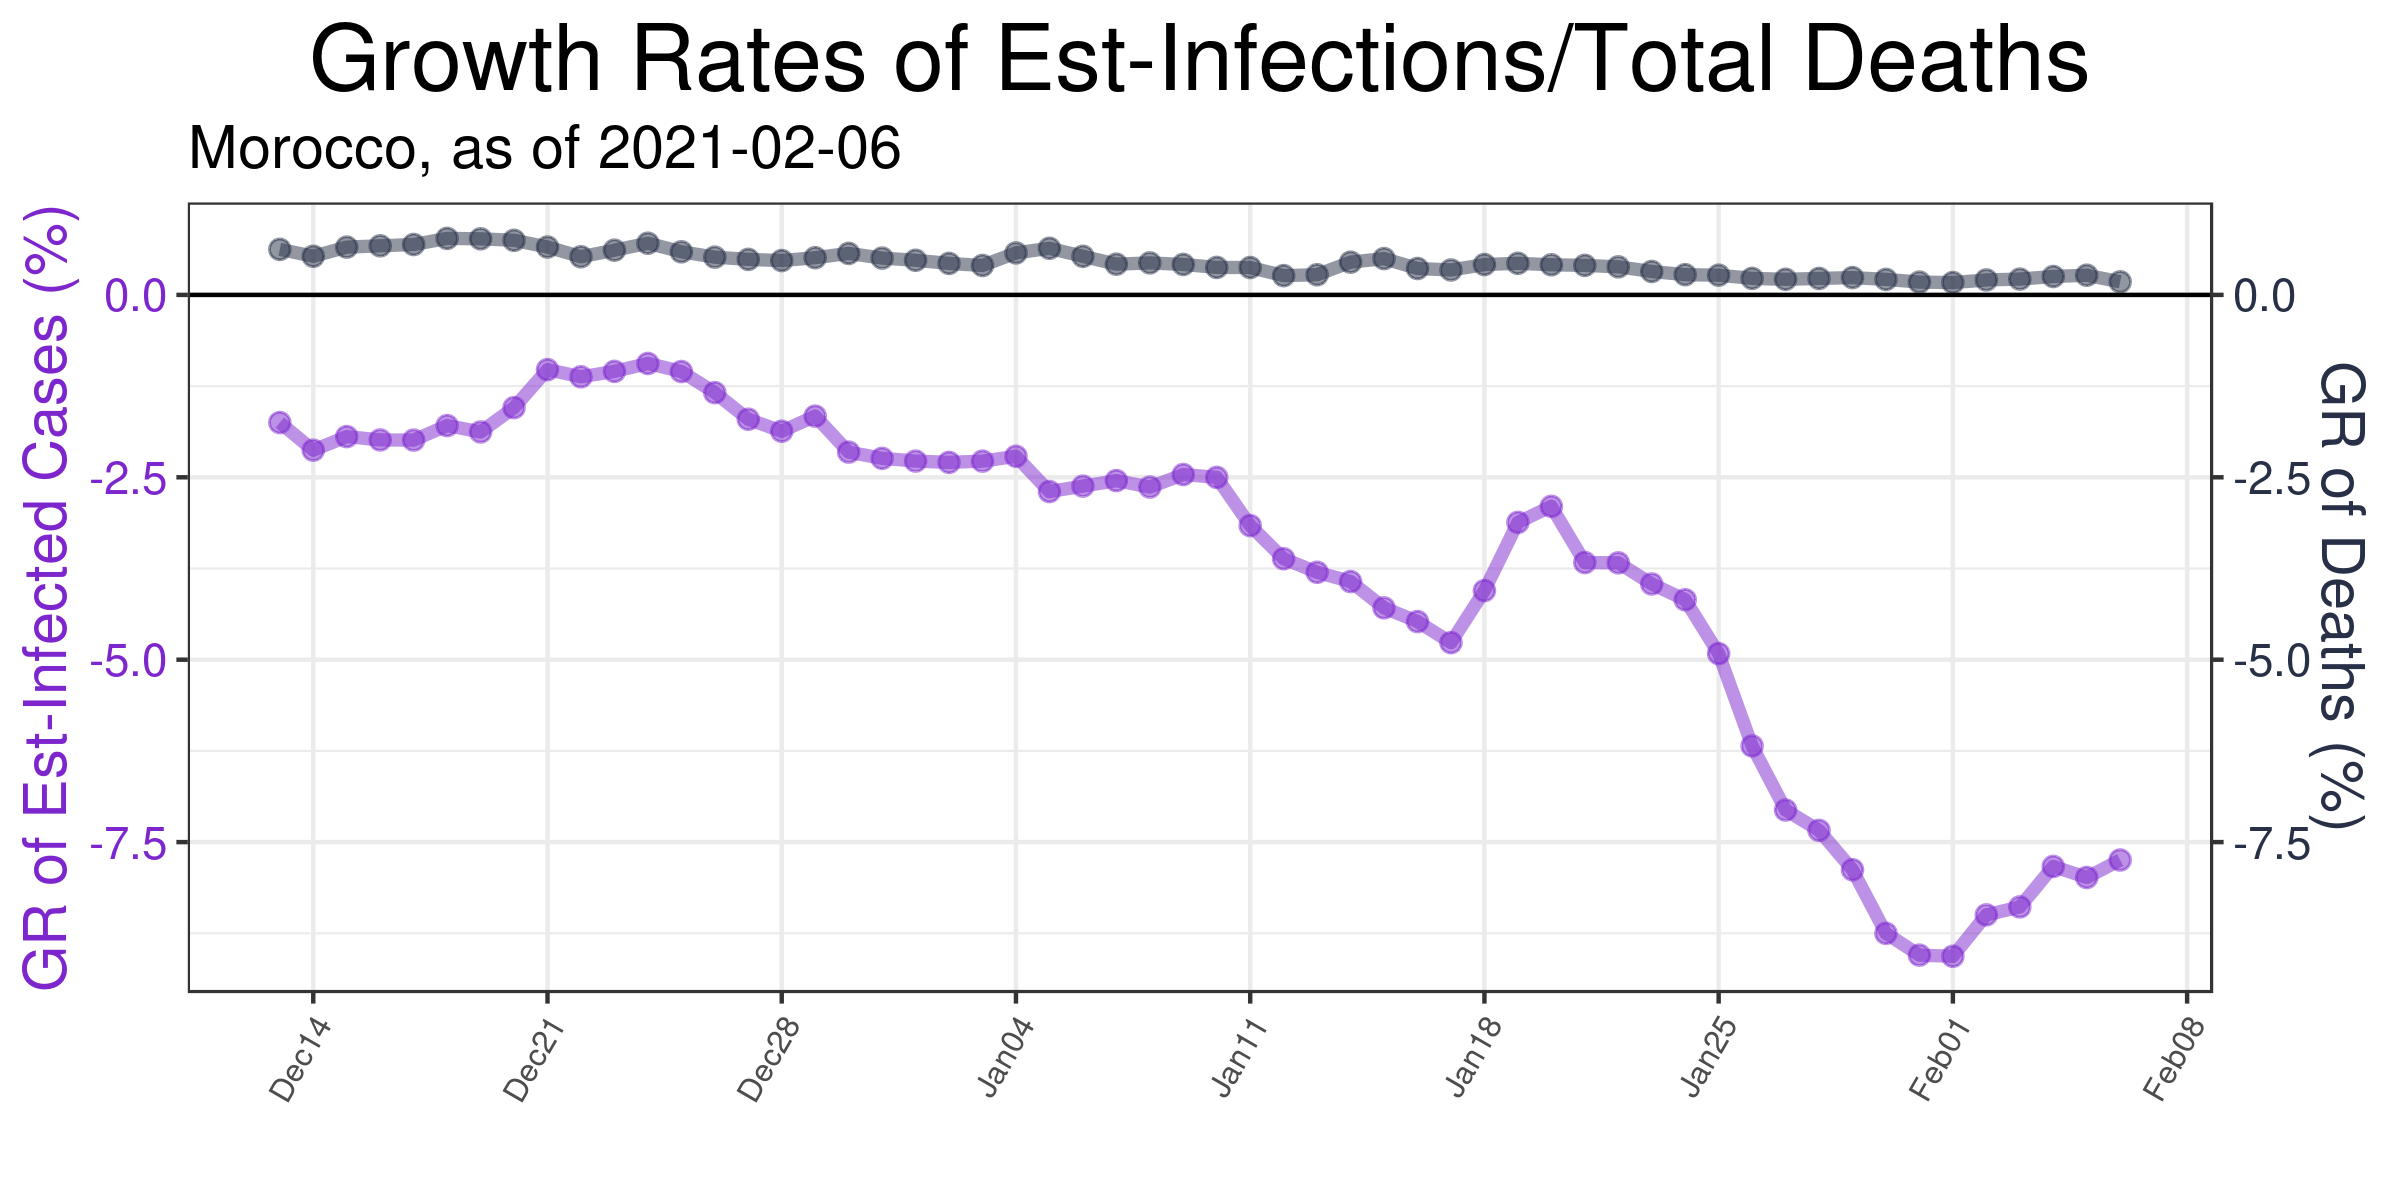 Growth Rates of Est-Infections/Total Deaths
Morocco, as of 2021-02-06
GR of Est-Infected Cases (%)
0.0
-2.5
-5.0
-7.5
0.0
-2.5
-5.0
-7.5
GR of Deaths (%)
Dec14
Dec21
Dec28
Jan04
Jan11
Jan18
Jan25
Feb01
Feb08